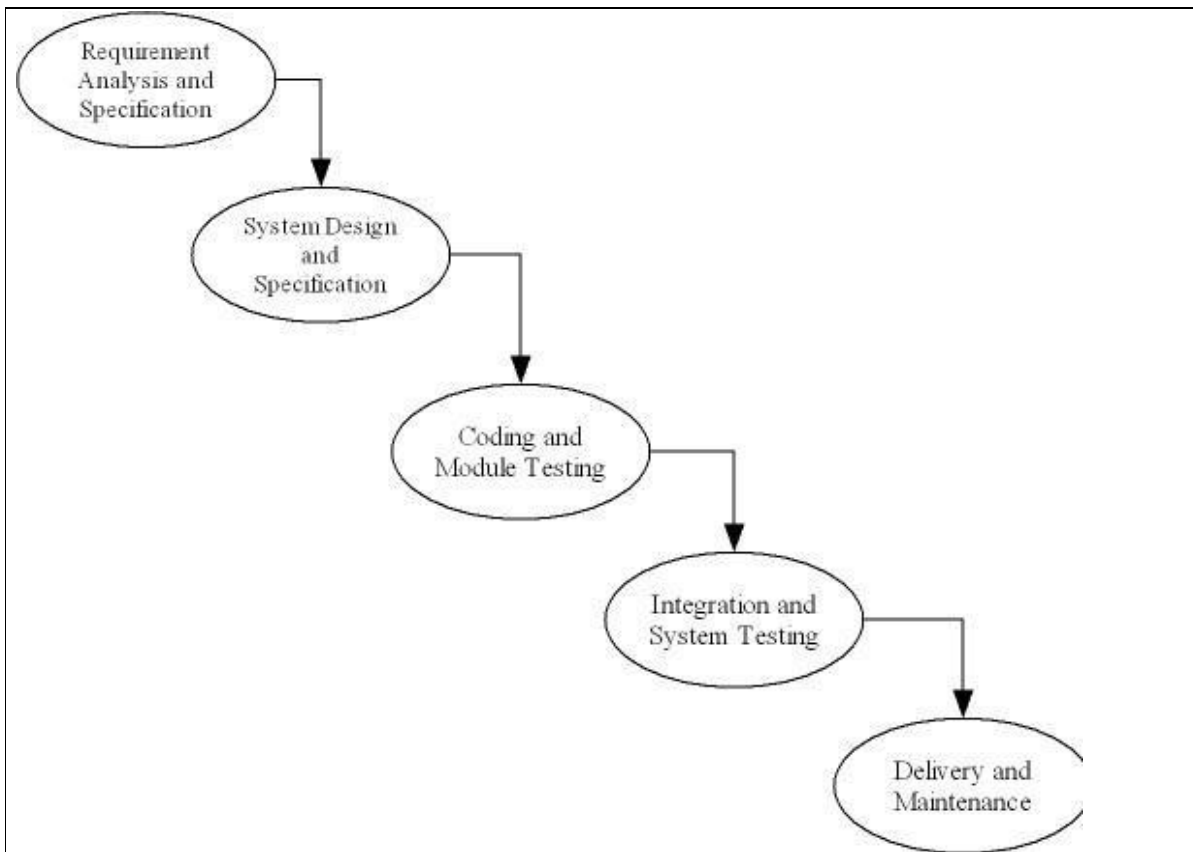 Requirement
Analysis and
Specification
System Design
and
Specification
Coding and
Module Testing
Integration and
System Testing
Delivery and
Maintenance